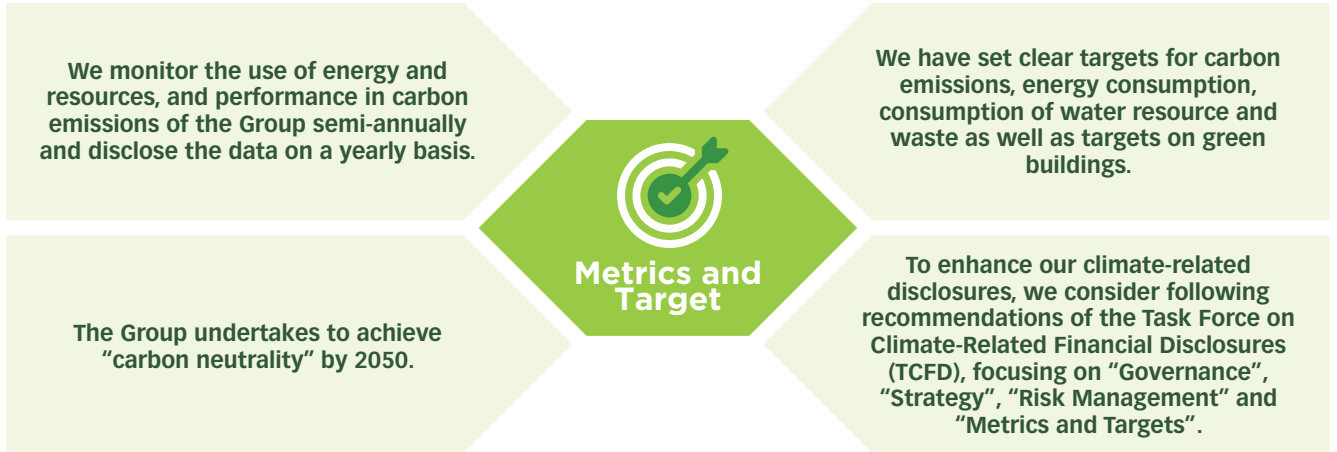 We monitor the use of energy and
resources, and performance in carbon
emissions of the Group semi-annually
and disclose the data on a yearly basis.
We have set clear targets for carbon
emissions, energy consumption,
consumption of water resource and
waste as well as targets on green
buildings.
Metrics and
Target
The Group undertakes to achieve
“carbon neutrality” by 2050.
To enhance our climate-related
disclosures, we consider following
recommendations of the Task Force on
Climate-Related Financial Disclosures
(TCFD), focusing on “Governance”,
“Strategy”, “Risk Management” and
“Metrics and Targets”.